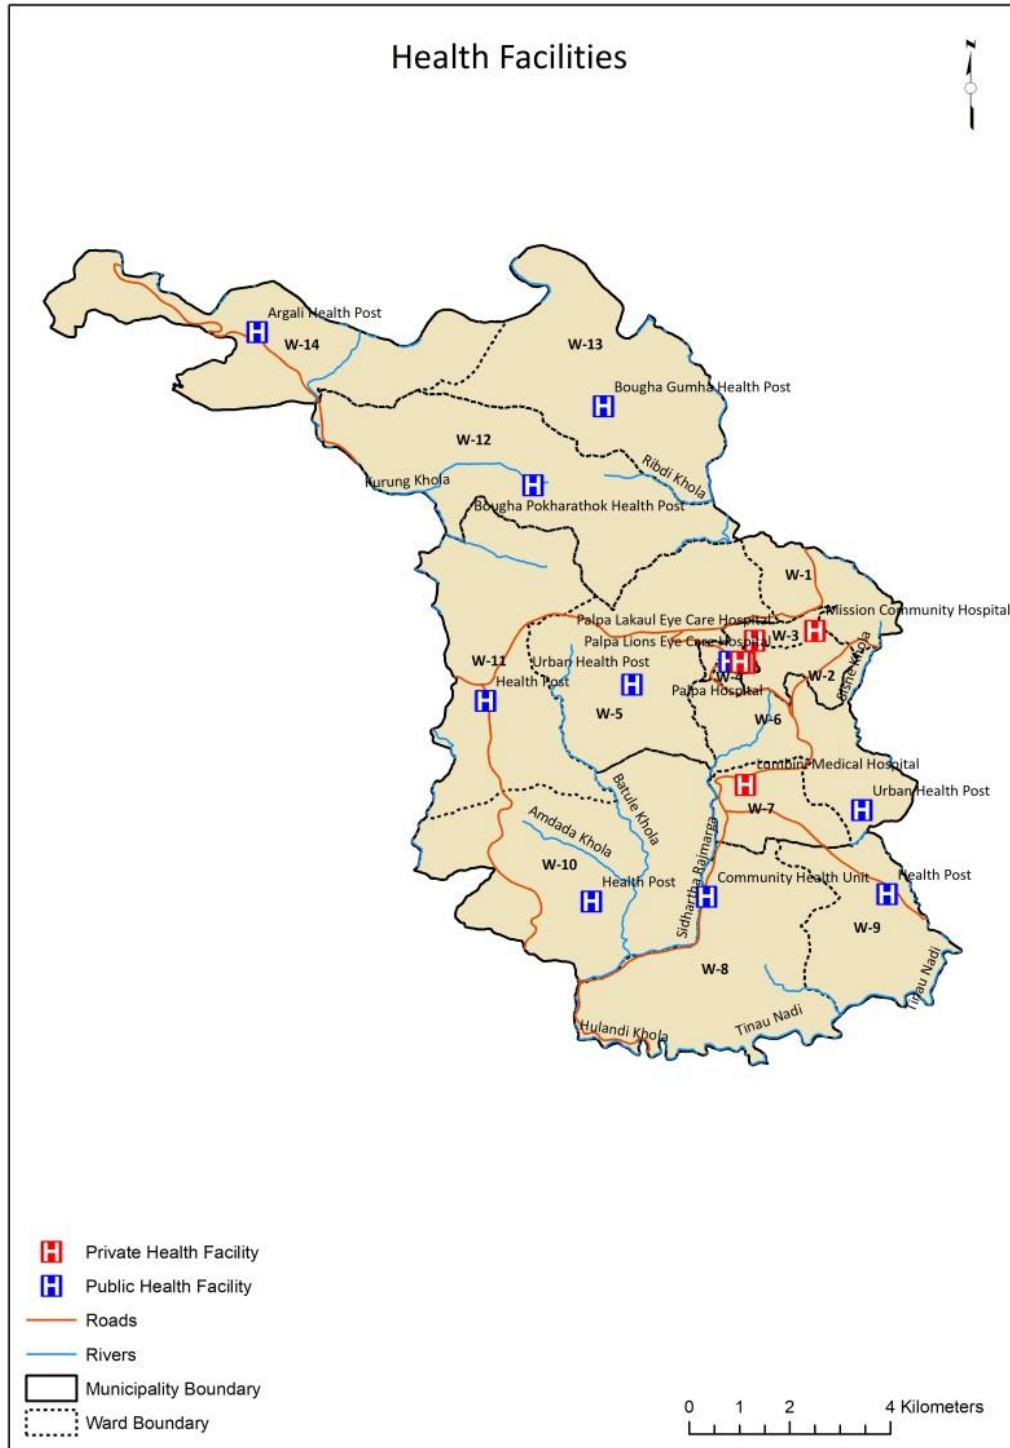 Health Facilities
Argali Health Post
W-14
W-13
Bougha Gumha Health Post
W-12
Ribdi Khola
Kurung Khola
Bougha Pokharathok Health Post
W-1
Mission Community Hospital
Palpa Lakaul Eye Care Hospital
W-3
Palpa Lions Eye Care Hospital
W-11
Urban Health Post
W-4
W-2
Sisne Khola
Health Post
Palpa Hospital
W-5
W-6
Lumbini Medical Hospital
Urban Health Post
W-7
Batule Khola
Amdada Khola
Sidhartha Rajmarga
W-10
Health Post
Community Health Unit
Health Post
W-9
W-8
Tinau Nadi
Tinau Nadi
Hulandi Khola
Private Health Facility
Public Health Facility
Roads
Rivers
Municipality Boundary
Ward Boundary
0 1 2 4 Kilometers